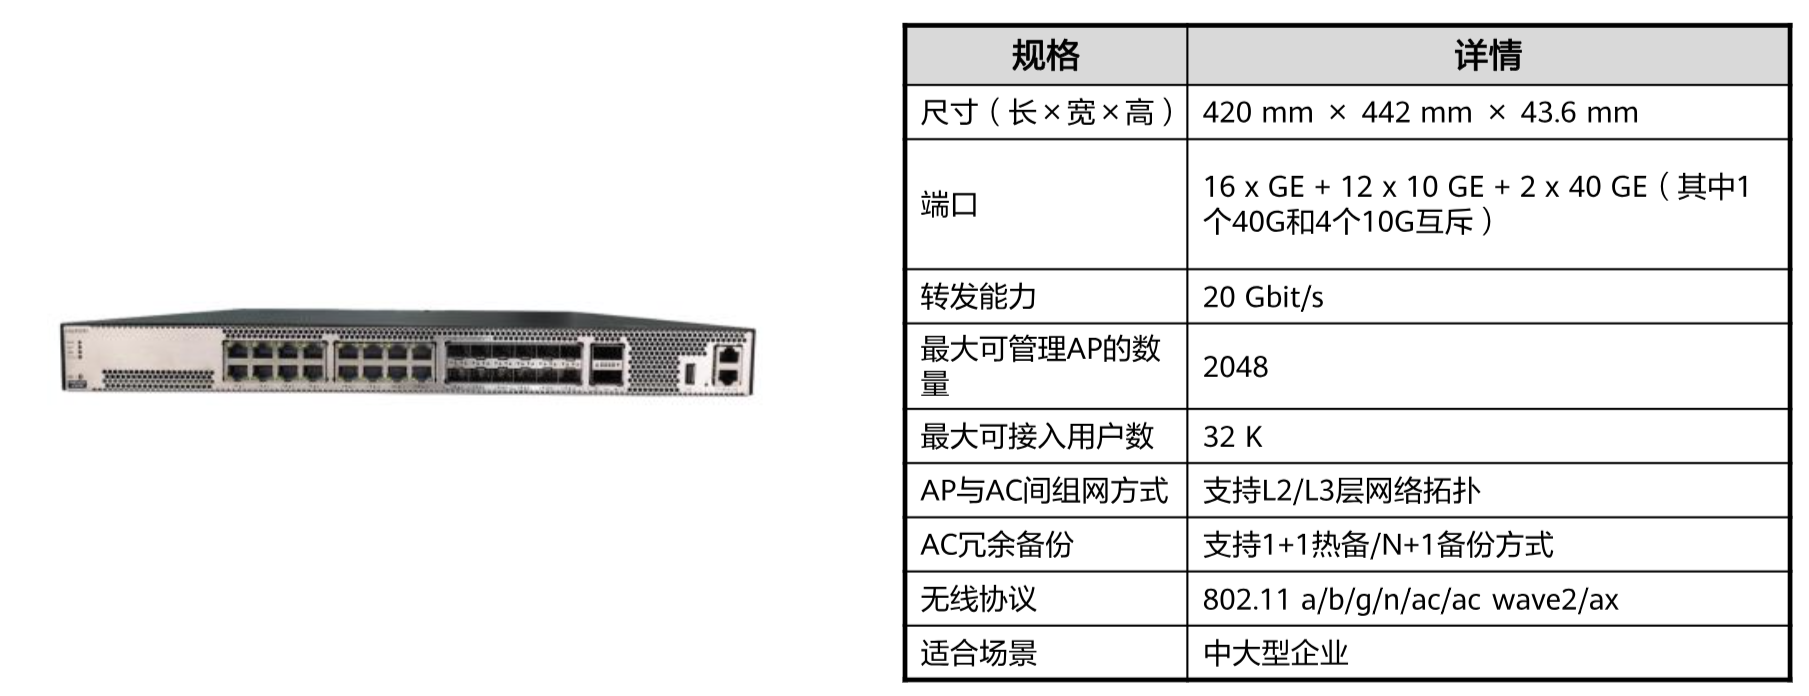 规格 详情
尺寸（长×宽×高） 420 mm × 442 mm × 43.6 mm
端口 16 x GE + 12 x 10 GE + 2 x 40 GE（其中1
个40G和4个10G互斥）
转发能力 20 Gbit/s
最大可管理AP的数
量
2048
最大可接入用户数 32 K
AP与AC间组网方式 支持L2/L3层网络拓扑
AC冗余备份 支持1+1热备/N+1备份方式
无线协议 802.11 a/b/g/n/ac/ac wave2/ax
适合场景 中大型企业